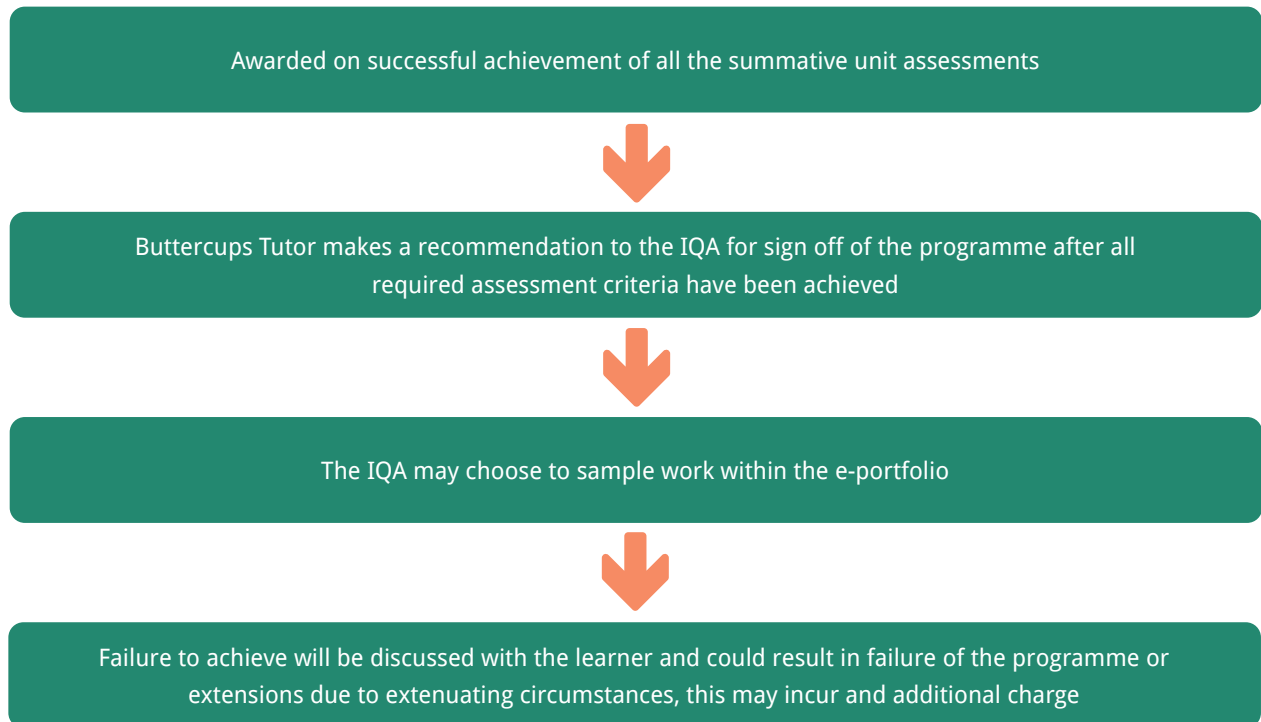 Awarded on successful achievement of all the summative unit assessments
Buttercups Tutor makes a recommendation to the IQA for sign off of the programme after all
required assessment criteria have been achieved
The IQA may choose to sample work within the e-portfolio
Failure to achieve will be discussed with the learner and could result in failure of the programme or
extensions due to extenuating circumstances, this may incur and additional charge